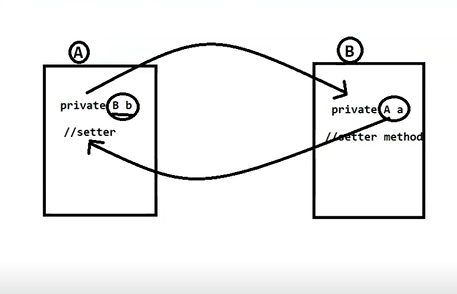 A
private B b
//setter
B
private A a
//setter method